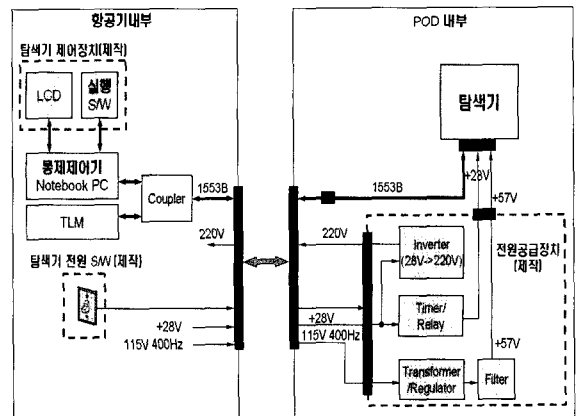 항공기내부
탐색기 제어장치(제작)
LCD
실행
S/W
통제제어기
Notebook PC
TLM
Coupler
1553B
220V
탐색기 전원 S/W (제작)
+28V
115V 400Hz
POD 내부
탐색기
1553B
+28V
+57V
220V
Inverter
(28V->220V)
전원공급장치
(제작)
+28V
115V 400Hz
Timer/
Relay
+57V
Transformer
/Regulator
Filter